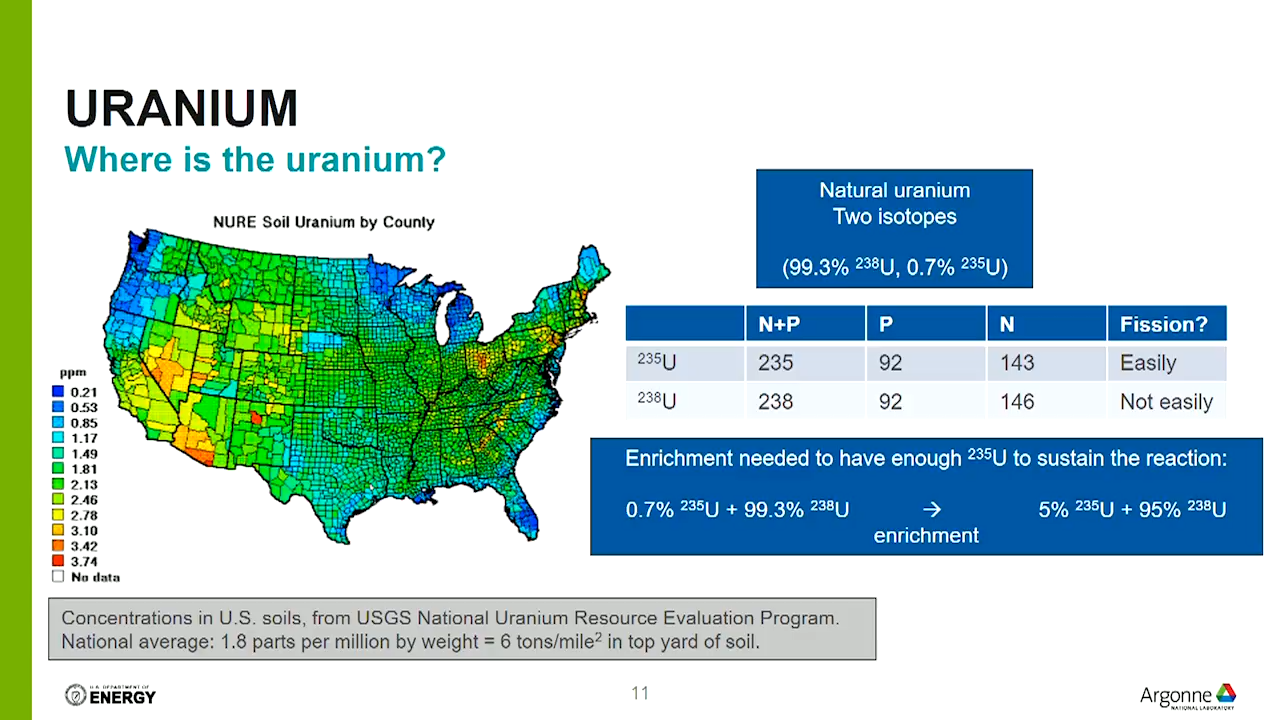 URANIUM
Where is the uranium?
NURE Soil Uranium by County
ppm
0.21
0.53
0.85
1.17
1.49
1.81
2.13
2.46
2.78
3.10
3.42
3.74
No data
Natural uranium
Two isotopes
(99.3% ²³⁸U, 0.7% ²³⁵U)
N+P P N Fission?
²³⁵U 235 92 143 Easily
²³⁸U 238 92 146 Not easily
Enrichment needed to have enough ²³⁵U to sustain the reaction:
0.7% ²³⁵U + 99.3% ²³⁸U → 5% ²³⁵U + 95% ²³⁸U
enrichment
Concentrations in U.S. soils, from USGS National Uranium Resource Evaluation Program.
National average: 1.8 parts per million by weight = 6 tons/mile² in top yard of soil.
U.S. DEPARTMENT OF
ENERGY
11
Argonne
NATIONAL LABORATORY